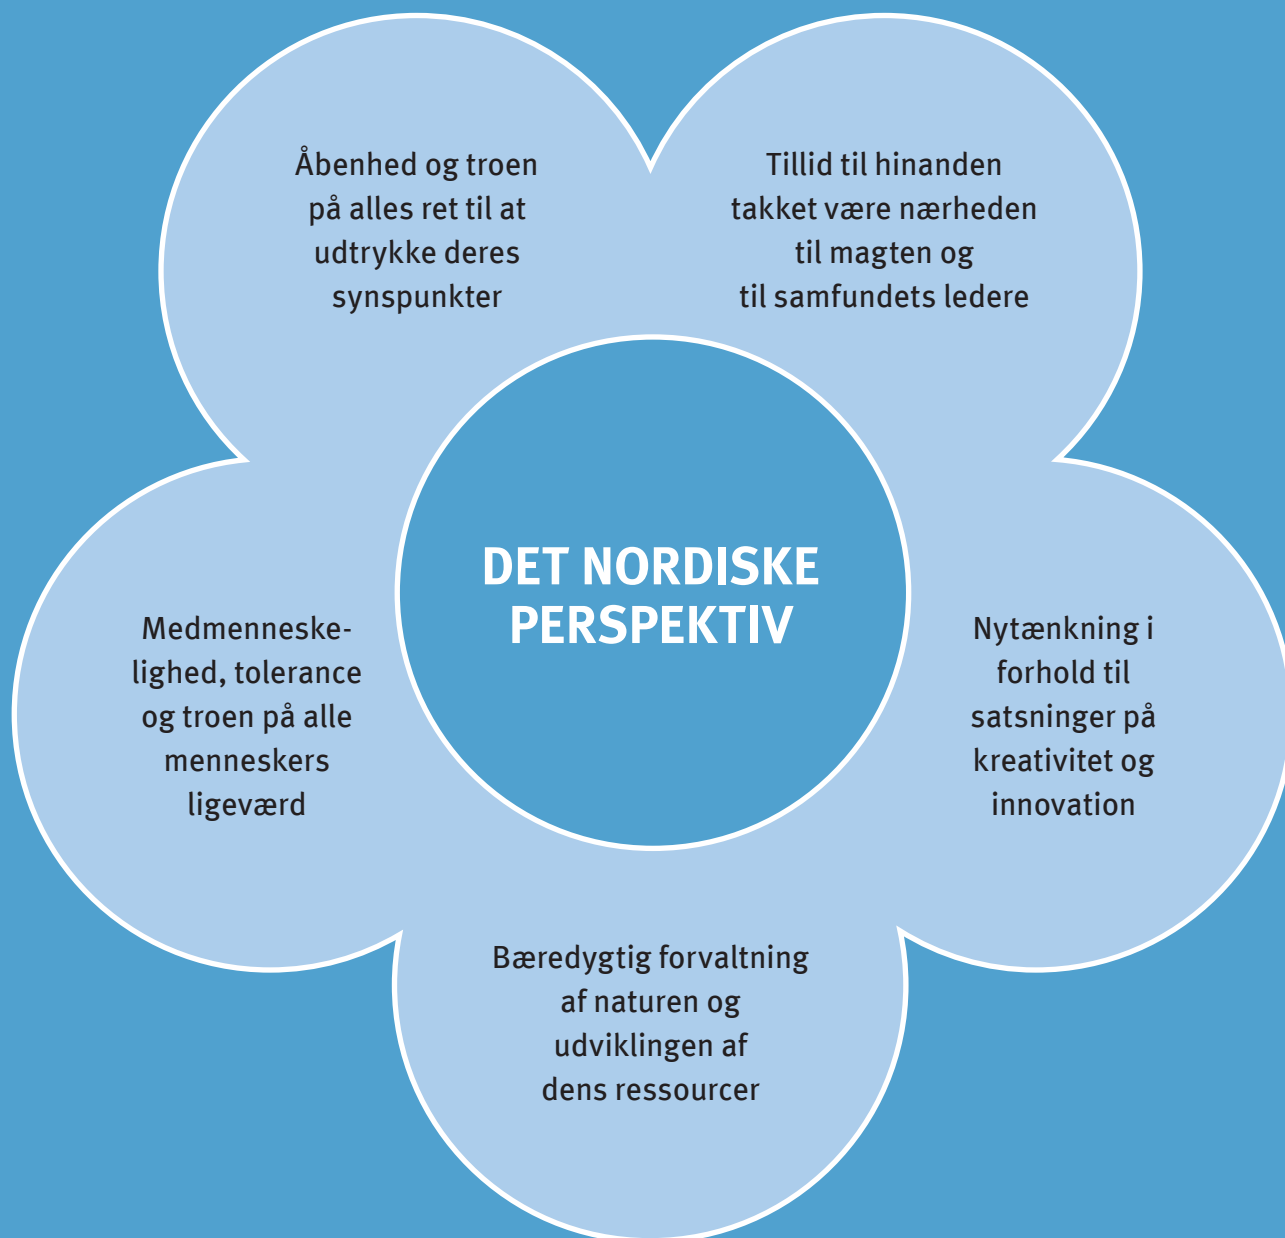 Åbenhed og troen
på alles ret til at
udtrykke deres
synspunkter
Tillid til hinanden
takket være nærheden
til magten og
til samfundets ledere
DET NORDISKE
PERSPEKTIV
Medmenneske-
lighed, tolerance
og troen på alle
menneskers
ligeværd
Nytænkning i
forhold til
satsninger på
kreativitet og
innovation
Bæredygtig forvaltning
af naturen og
udviklingen af
dens ressourcer